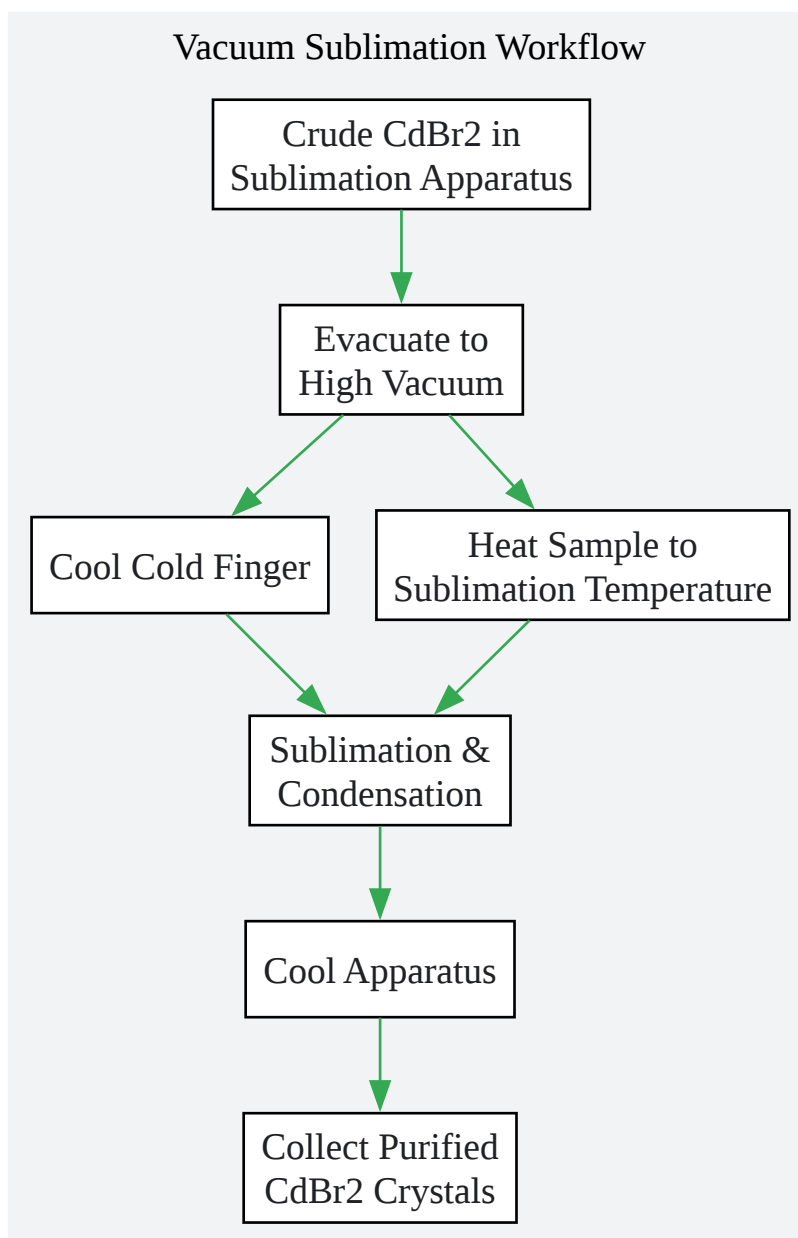 Vacuum Sublimation Workflow
Crude CdBr2 in
Sublimation Apparatus
Evacuate to
High Vacuum
Cool Cold Finger
Heat Sample to
Sublimation Temperature
Sublimation &
Condensation
Cool Apparatus
Collect Purified
CdBr2 Crystals